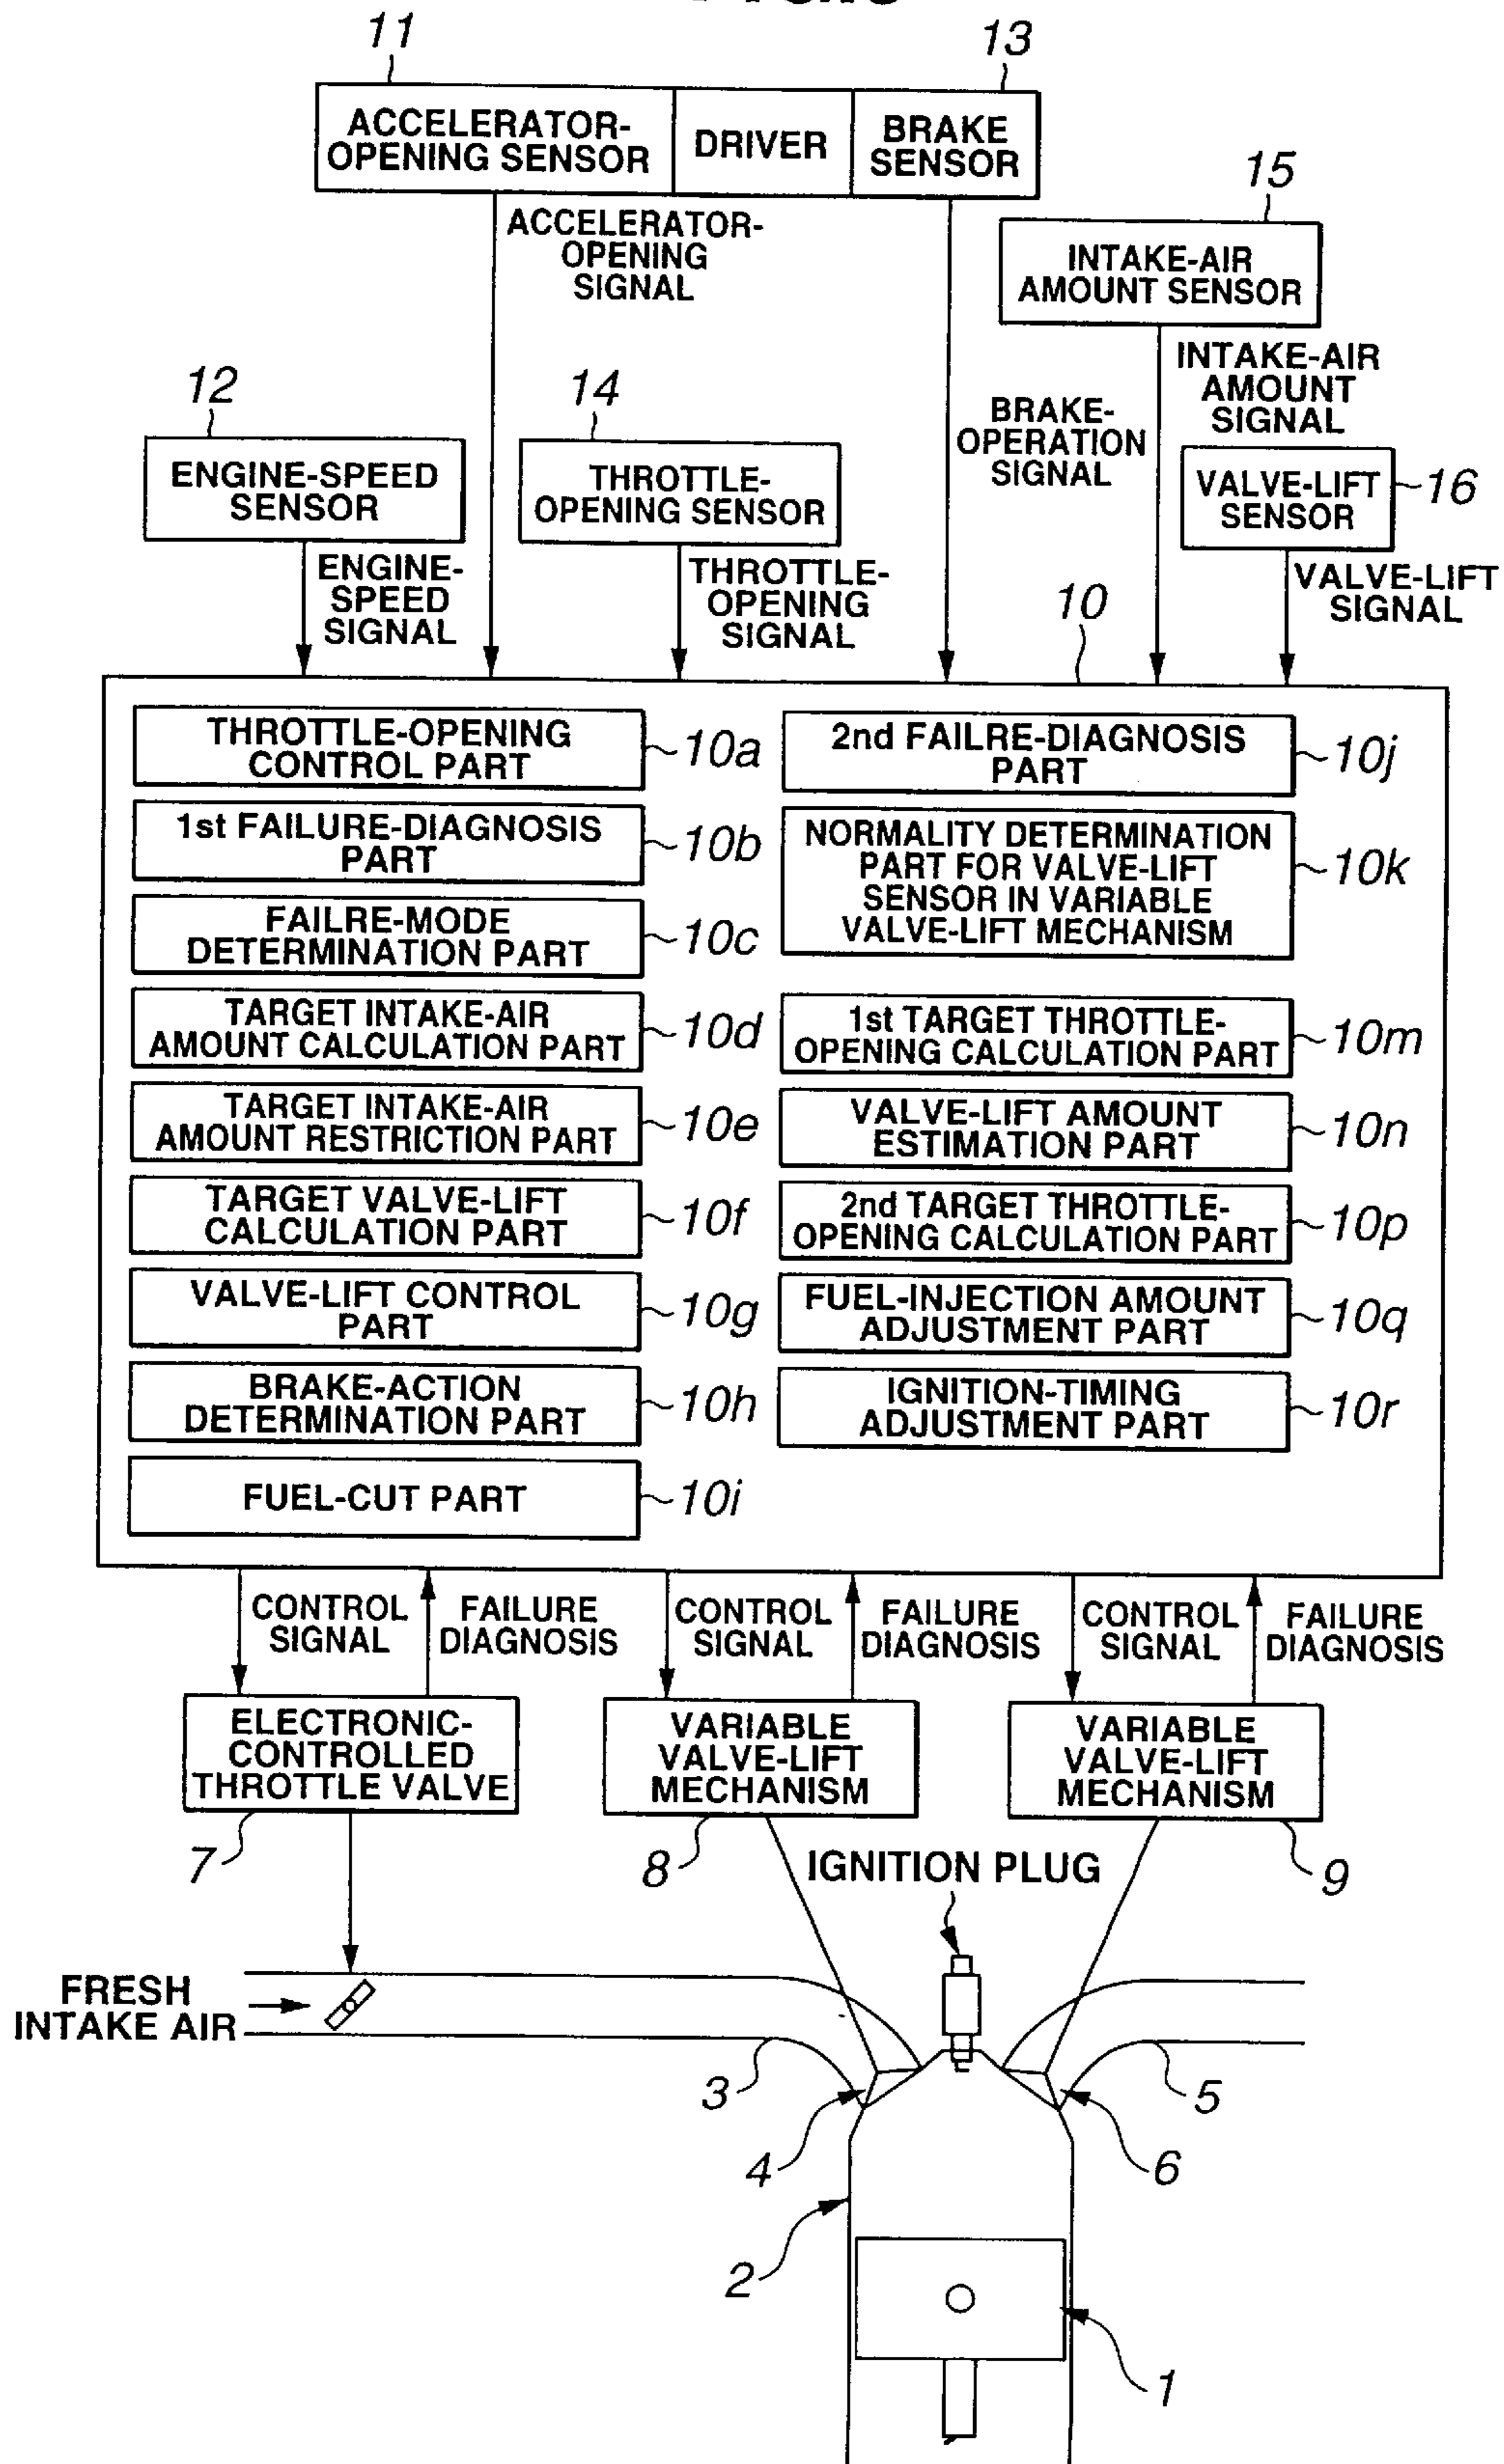 11
13
ACCELERATOR-
OPENING SENSOR
DRIVER
BRAKE
SENSOR
15
ACCELERATOR-
OPENING
SIGNAL
INTAKE-AIR
AMOUNT SENSOR
12
14
INTAKE-AIR
AMOUNT
SIGNAL
BRAKE-
OPERATION
SIGNAL
ENGINE-SPEED
SENSOR
THROTTLE-
OPENING SENSOR
VALVE-LIFT
SENSOR
16
ENGINE-
SPEED
SIGNAL
THROTTLE-
OPENING
SIGNAL
10
VALVE-LIFT
SIGNAL
THROTTLE-OPENING
CONTROL PART
10a
1st FAILURE-DIAGNOSIS
PART
10b
FAILRE-MODE
DETERMINATION PART
10c
TARGET INTAKE-AIR
AMOUNT CALCULATION PART
10d
TARGET INTAKE-AIR
AMOUNT RESTRICTION PART
10e
TARGET VALVE-LIFT
CALCULATION PART
10f
VALVE-LIFT CONTROL
PART
10g
BRAKE-ACTION
DETERMINATION PART
10h
FUEL-CUT PART
10i
2nd FAILRE-DIAGNOSIS
PART
10j
NORMALITY DETERMINATION
PART FOR VALVE-LIFT
SENSOR IN VARIABLE
VALVE-LIFT MECHANISM
10k
1st TARGET THROTTLE-
OPENING CALCULATION PART
10m
VALVE-LIFT AMOUNT
ESTIMATION PART
10n
2nd TARGET THROTTLE-
OPENING CALCULATION PART
10p
FUEL-INJECTION AMOUNT
ADJUSTMENT PART
10q
IGNITION-TIMING
ADJUSTMENT PART
10r
CONTROL
SIGNAL
FAILURE
DIAGNOSIS
CONTROL
SIGNAL
FAILURE
DIAGNOSIS
CONTROL
SIGNAL
FAILURE
DIAGNOSIS
ELECTRONIC-
CONTROLLED
THROTTLE VALVE
VARIABLE
VALVE-LIFT
MECHANISM
VARIABLE
VALVE-LIFT
MECHANISM
7
8
IGNITION PLUG
9
FRESH
INTAKE AIR
3
5
4
6
2
1